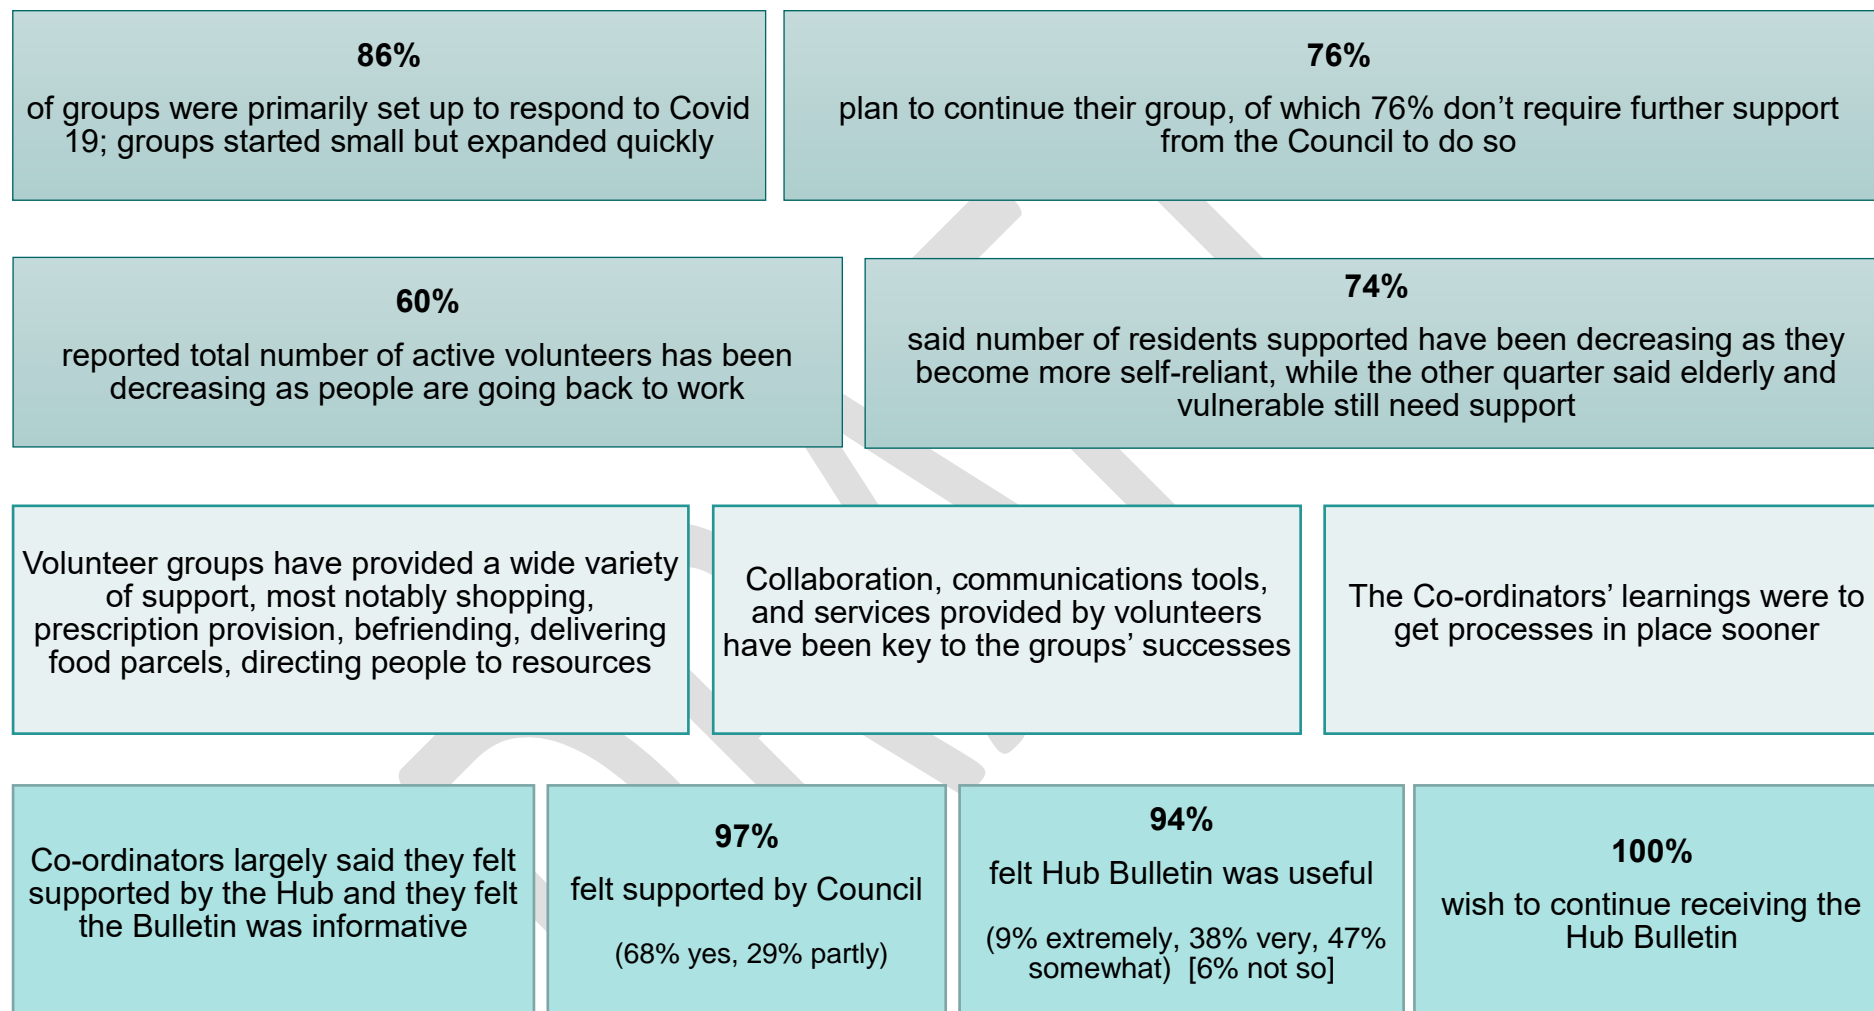 86%
of groups were primarily set up to respond to Covid
19; groups started small but expanded quickly
76%
plan to continue their group, of which 76% don’t require further support
from the Council to do so
60%
reported total number of active volunteers has been
decreasing as people are going back to work
74%
said number of residents supported have been decreasing as they
become more self-reliant, while the other quarter said elderly and
vulnerable still need support
Volunteer groups have provided a wide variety
of support, most notably shopping,
prescription provision, befriending, delivering
food parcels, directing people to resources
Collaboration, communications tools,
and services provided by volunteers
have been key to the groups’ successes
The Co-ordinators’ learnings were to
get processes in place sooner
Co-ordinators largely said they felt
supported by the Hub and they felt
the Bulletin was informative
97%
felt supported by Council
(68% yes, 29% partly)
94%
felt Hub Bulletin was useful
(9% extremely, 38% very, 47%
somewhat)  [6% not so]
100%
wish to continue receiving the
Hub Bulletin